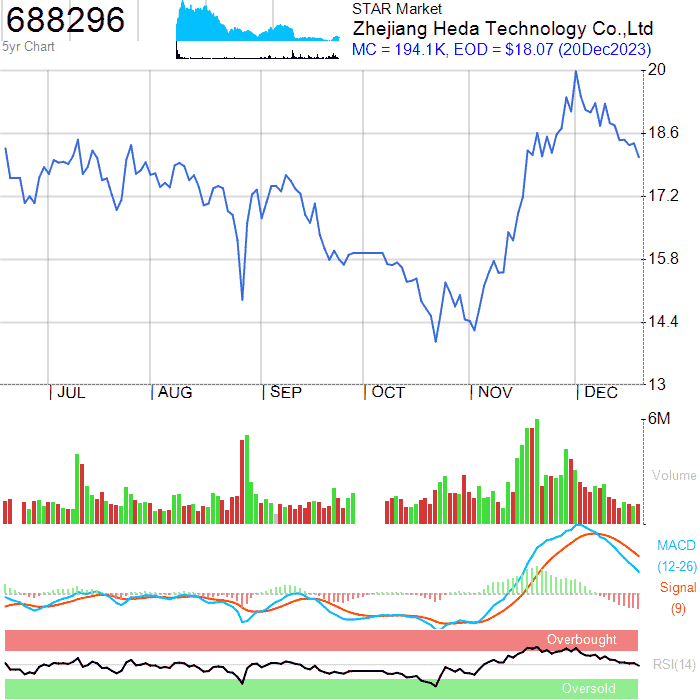 688296
5yr Chart
STAR Market
Zhejiang Heda Technology Co.,Ltd
MC = 194.1K, EOD = $18.07 (20Dec2023)
20
18.6
17.2
15.8
14.4
13
JUL
AUG
SEP
OCT
NOV
DEC
6M
Volume
MACD
(12-26)
Signal
(9)
Overbought
RSI(14)
Oversold